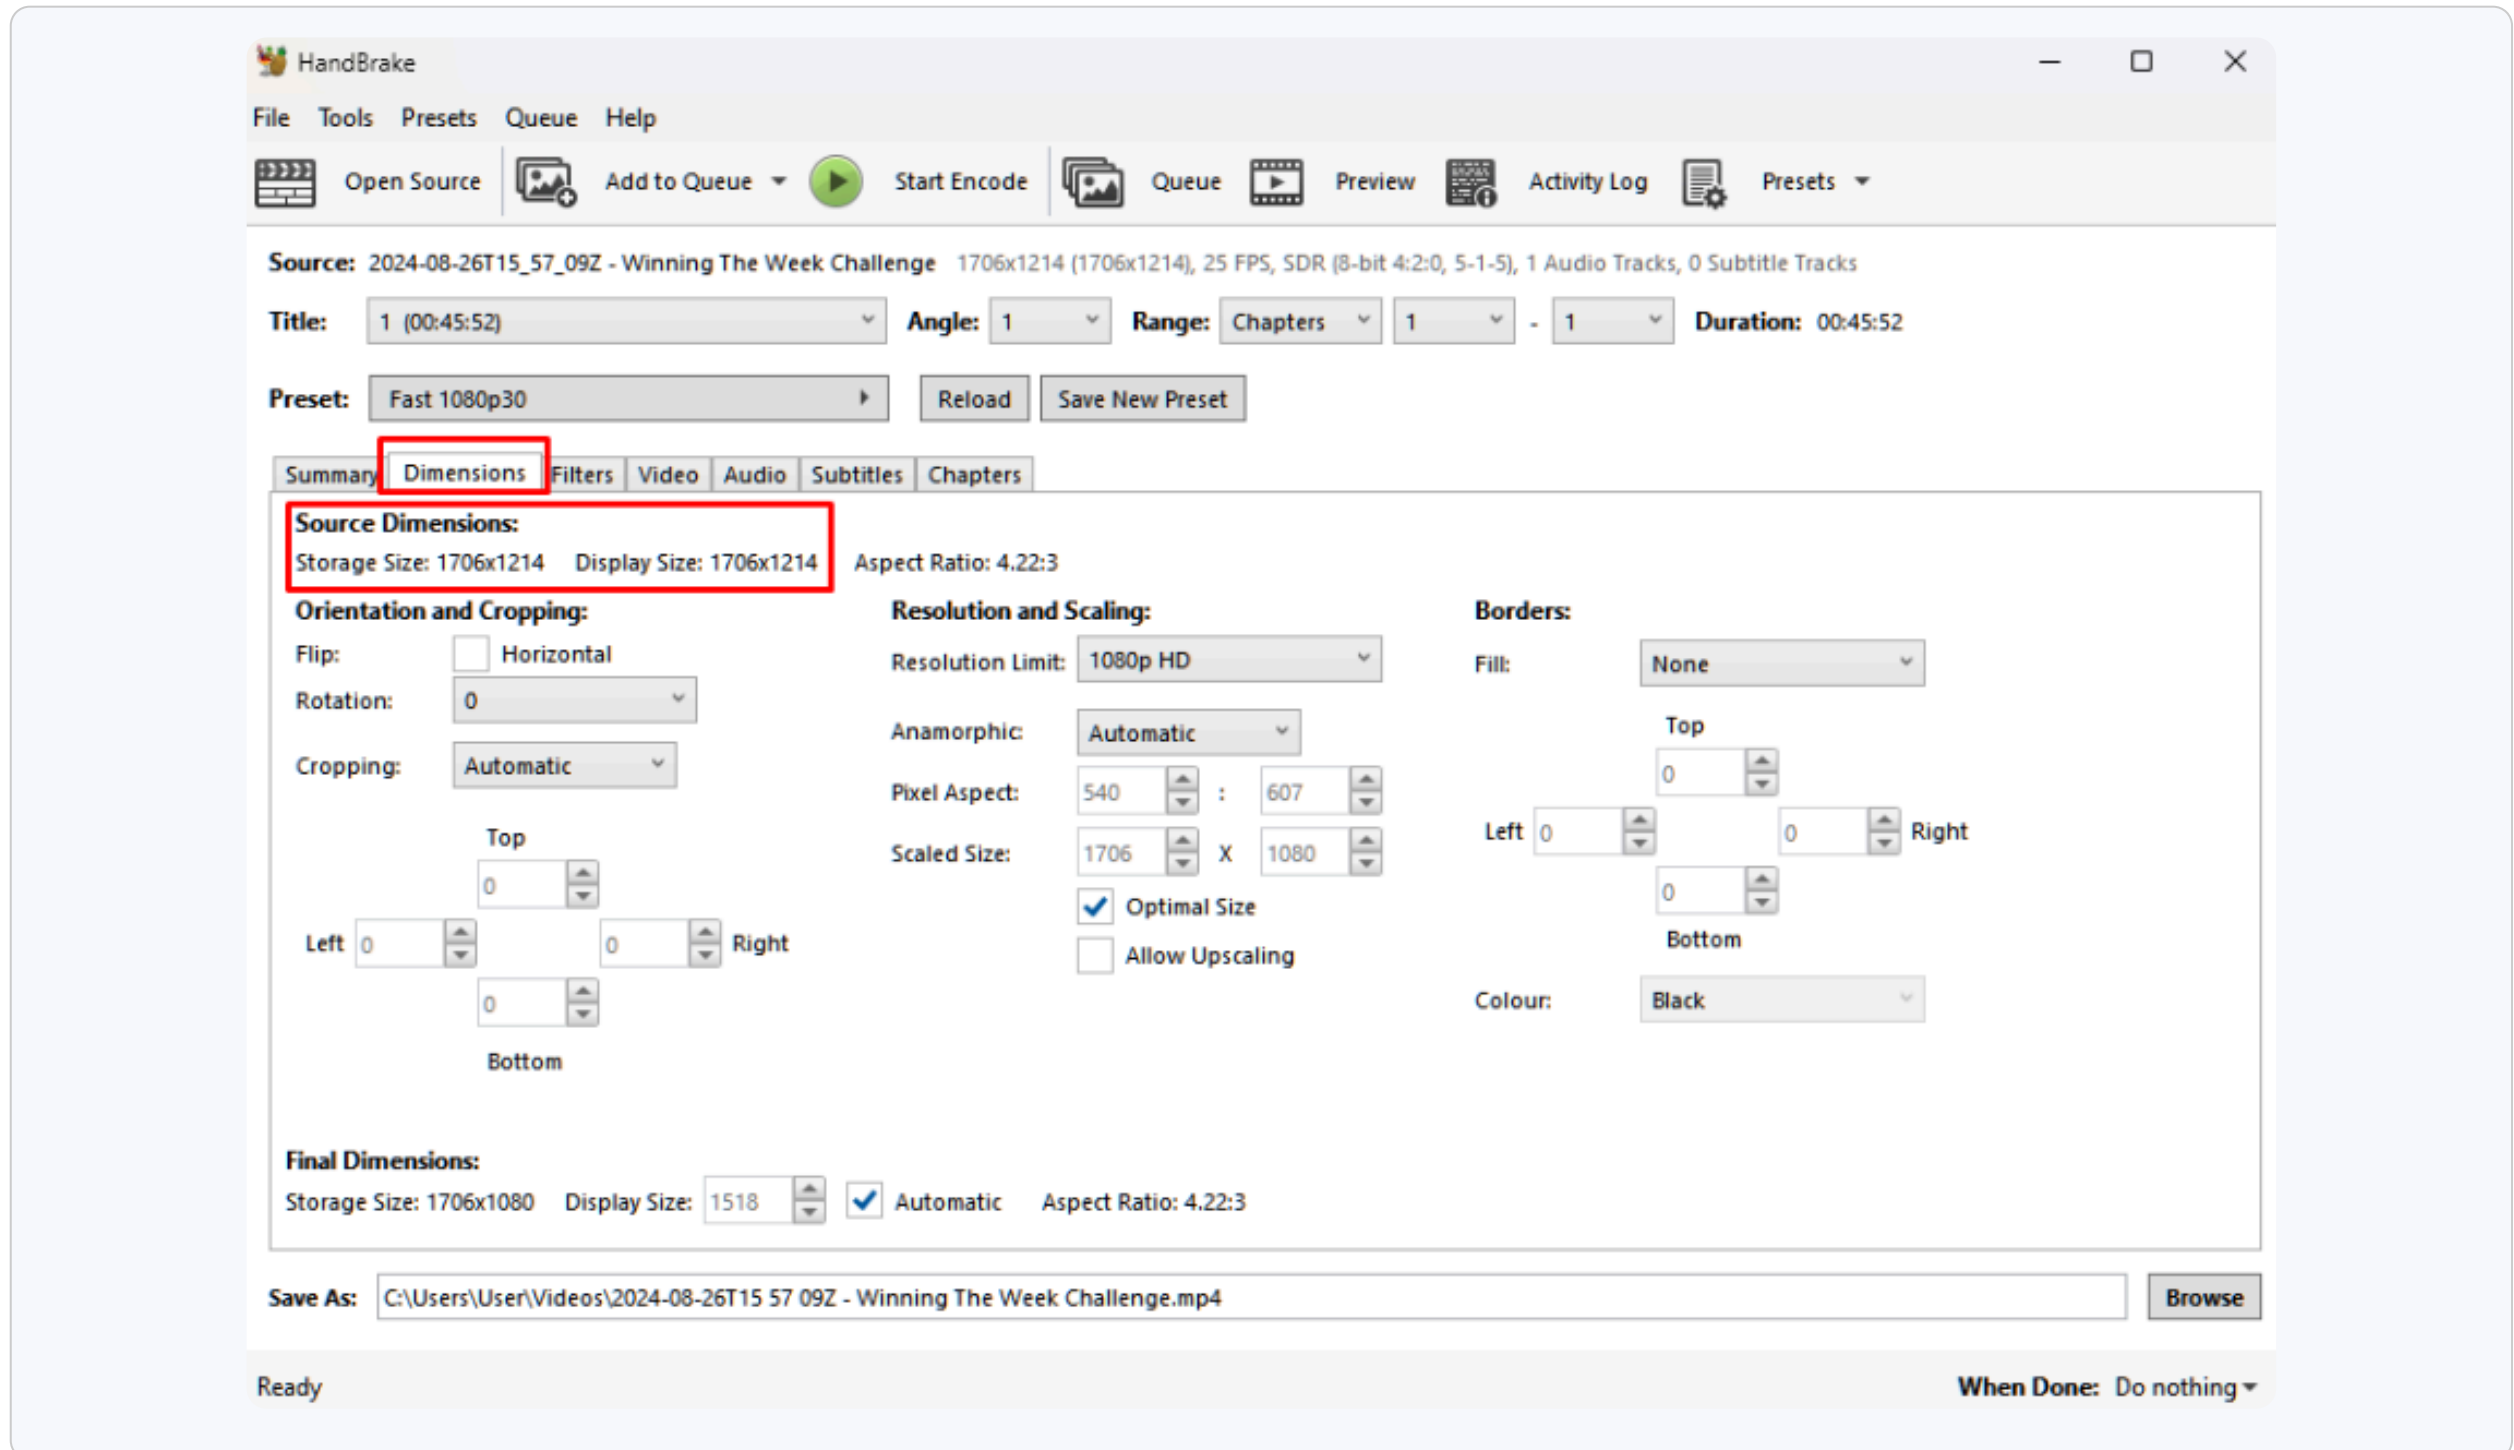 HandBrake
File Tools Presets Queue Help
Open Source Add to Queue Start Encode Queue Preview Activity Log Presets
Source: 2024-08-26T15_57_09Z - Winning The Week Challenge 1706x1214 (1706x1214), 25 FPS, SDR (8-bit 4:2:0, 5-1-5), 1 Audio Tracks, 0 Subtitle Tracks
Title: 1 (00:45:52) Angle: 1 Range: Chapters 1 - 1 Duration: 00:45:52
Preset: Fast 1080p30 Reload Save New Preset
Summary Dimensions Filters Video Audio Subtitles Chapters
Source Dimensions:
Storage Size: 1706x1214 Display Size: 1706x1214 Aspect Ratio: 4.22:3
Orientation and Cropping:
Flip: Horizontal
Rotation: 0
Cropping: Automatic
Top
0
Left 0 0 Right
0
Bottom
Resolution and Scaling:
Resolution Limit: 1080p HD
Anamorphic: Automatic
Pixel Aspect: 540 : 607
Scaled Size: 1706 X 1080
Optimal Size
Allow Upscaling
Borders:
Fill: None
Top
0
Left 0 0 Right
0
Bottom
Colour: Black
Final Dimensions:
Storage Size: 1706x1080 Display Size: 1518 Automatic Aspect Ratio: 4.22:3
Save As: C:\Users\User\Videos\2024-08-26T15 57 09Z - Winning The Week Challenge.mp4 Browse
Ready When Done: Do nothing